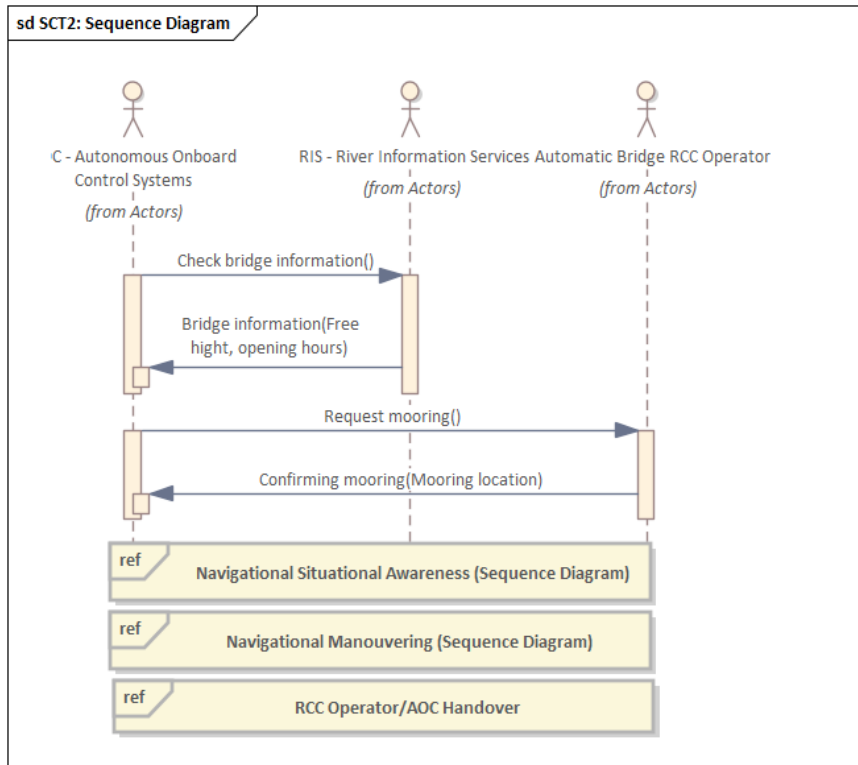 sd SCT2: Sequence Diagram
C - Autonomous Onboard
Control Systems
(from Actors)
RIS - River Information Services
(from Actors)
Automatic Bridge RCC Operator
(from Actors)
Check bridge information()
Bridge information(Free
hight, opening hours)
Request mooring()
Confirming mooring(Mooring location)
ref
Navigational Situational Awareness (Sequence Diagram)
ref
Navigational Manouvering (Sequence Diagram)
ref
RCC Operator/AOC Handover